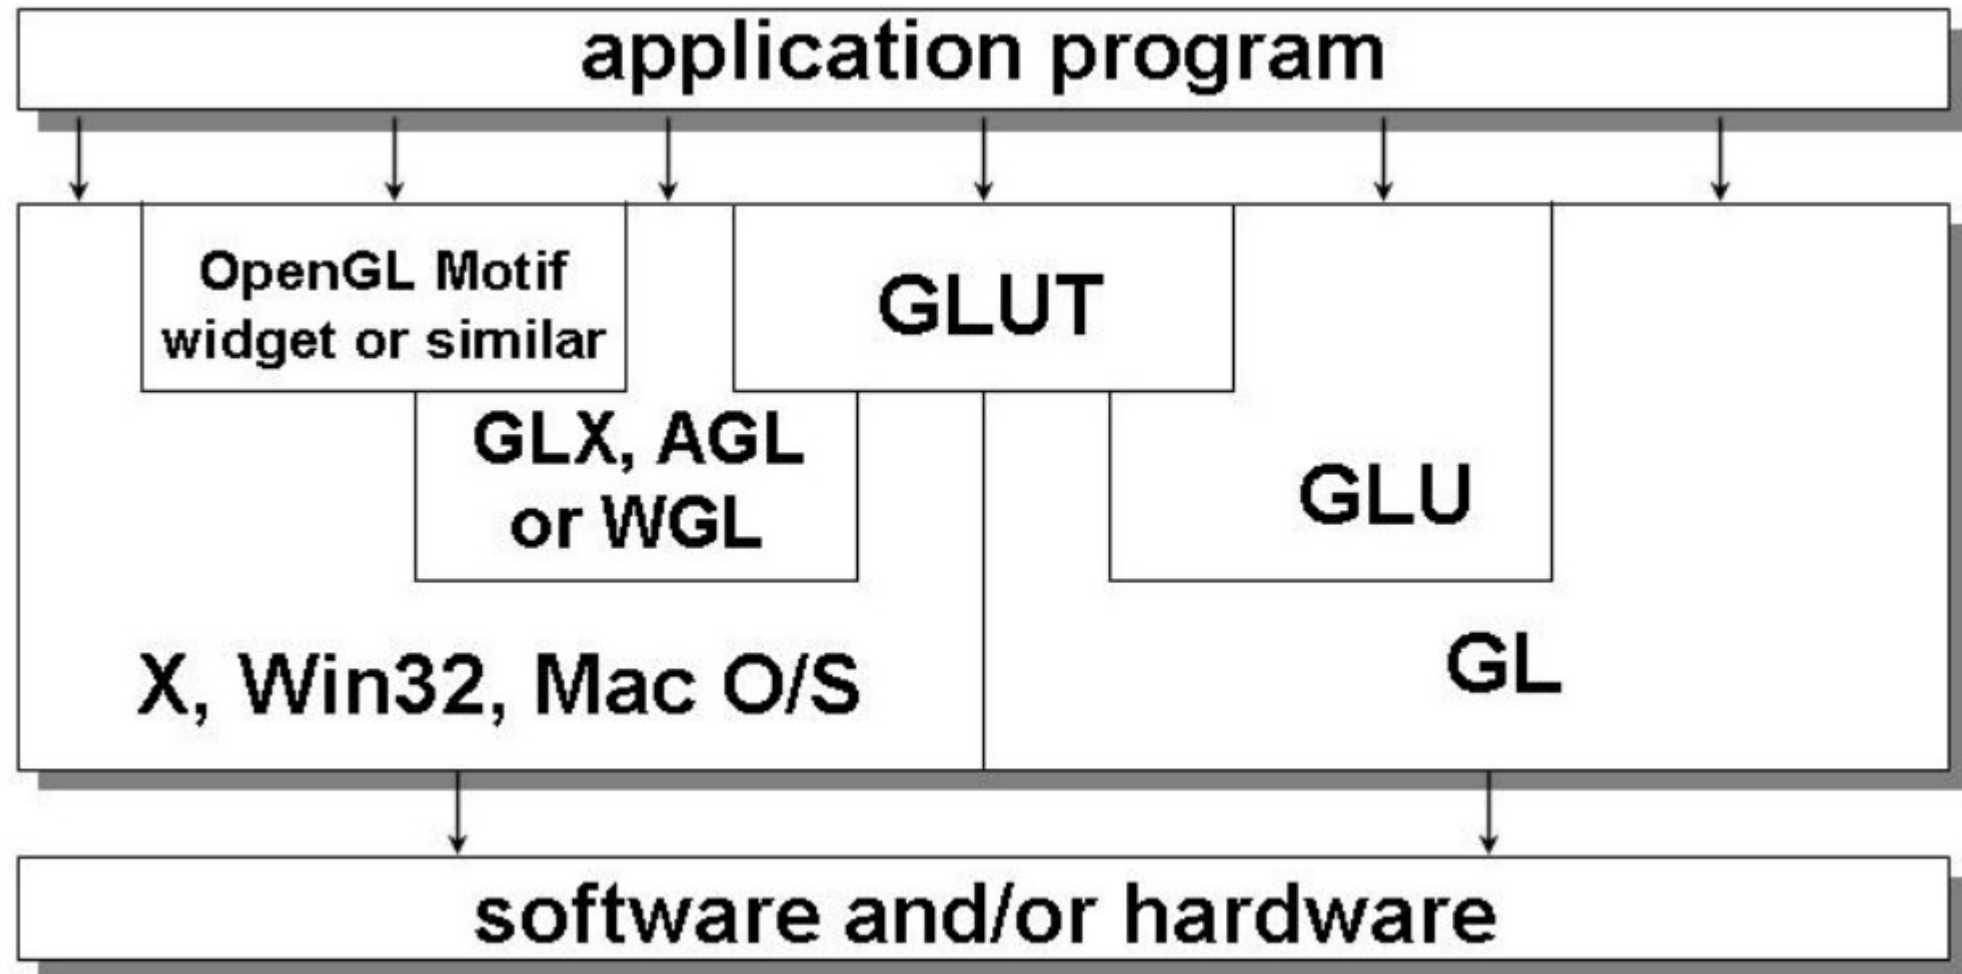 application program
OpenGL Motif
widget or similar
GLUT
GLX, AGL
or WGL
GLU
X, Win32, Mac O/S
GL
software and/or hardware